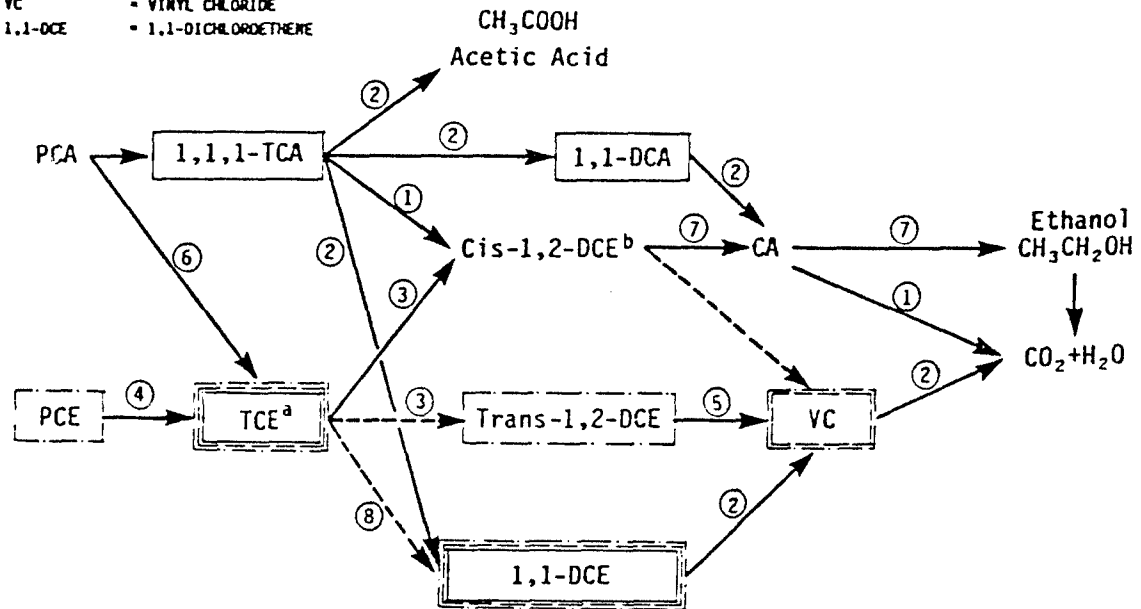 VC = VINYL CHLORIDE
1,1-DCE = 1,1-DICHLOROETHENE
CH₃COOH
Acetic Acid
②
PCA
1,1,1-TCA
②
1,1-DCA
②
①
Ethanol
⑥
②
Cis-1,2-DCEᵇ
⑦
CA
⑦
CH₃CH₂OH
③
①
CO₂+H₂O
PCE
④
TCEᵃ
③
Trans-1,2-DCE
⑤
VC
②
⑧
②
1,1-DCE